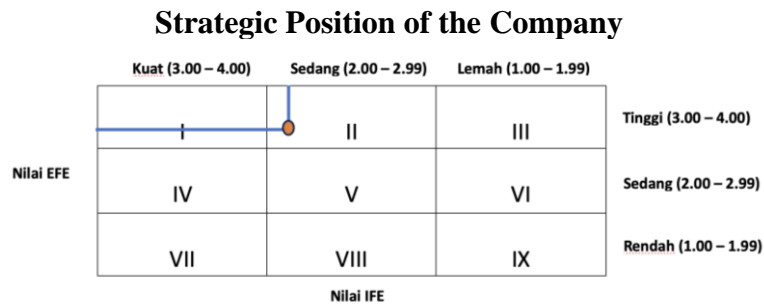 Strategic Position of the Company
Kuat (3.00 – 4.00) Sedang (2.00 – 2.99) Lemah (1.00 – 1.99)
I II III Tinggi (3.00 – 4.00)
Nilai EFE
IV V VI Sedang (2.00 – 2.99)
VII VIII IX Rendah (1.00 – 1.99)
Nilai IFE